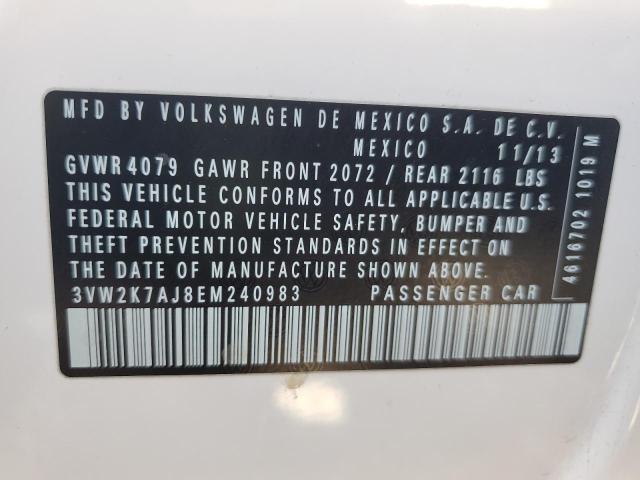 MFD BY VOLKSWAGEN DE MEXICO S.A. DE C.V.
MEXICO 11/13
GVWR 4079 GAWR FRONT 2072 / REAR 2116 LBS
THIS VEHICLE CONFORMS TO ALL APPLICABLE U.S.
FEDERAL MOTOR VEHICLE SAFETY, BUMPER AND
THEFT PREVENTION STANDARDS IN EFFECT ON
THE DATE OF MANUFACTURE SHOWN ABOVE.
3VW2K7AJ8EM240983 PASSENGER CAR
4616702 1019 M